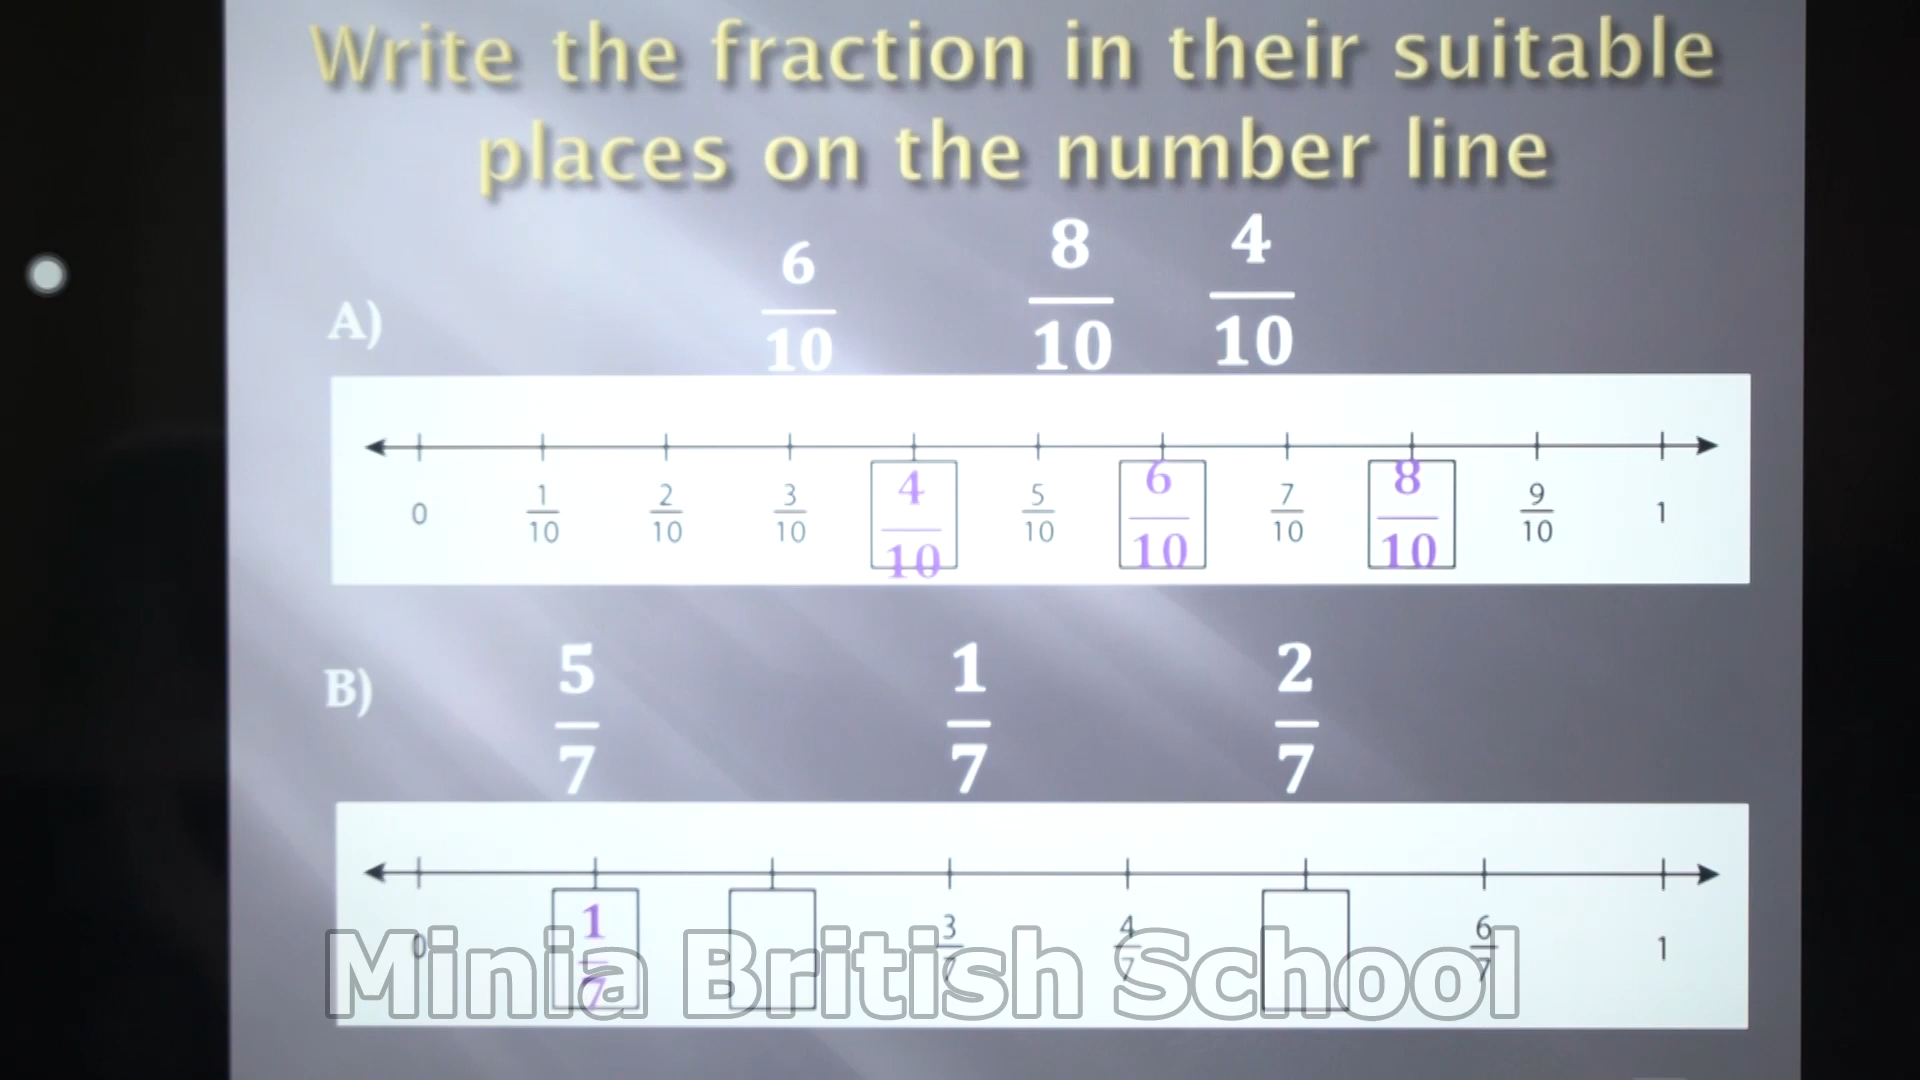 Write the fraction in their suitable
places on the number line
A)
6/10 8/10 4/10
0 1/10 2/10 3/10 4/10 5/10 6/10 7/10 8/10 9/10 1
B)
5/7 1/7 2/7
0 1/7 3/7 4/7 6/7 1
Minia British School